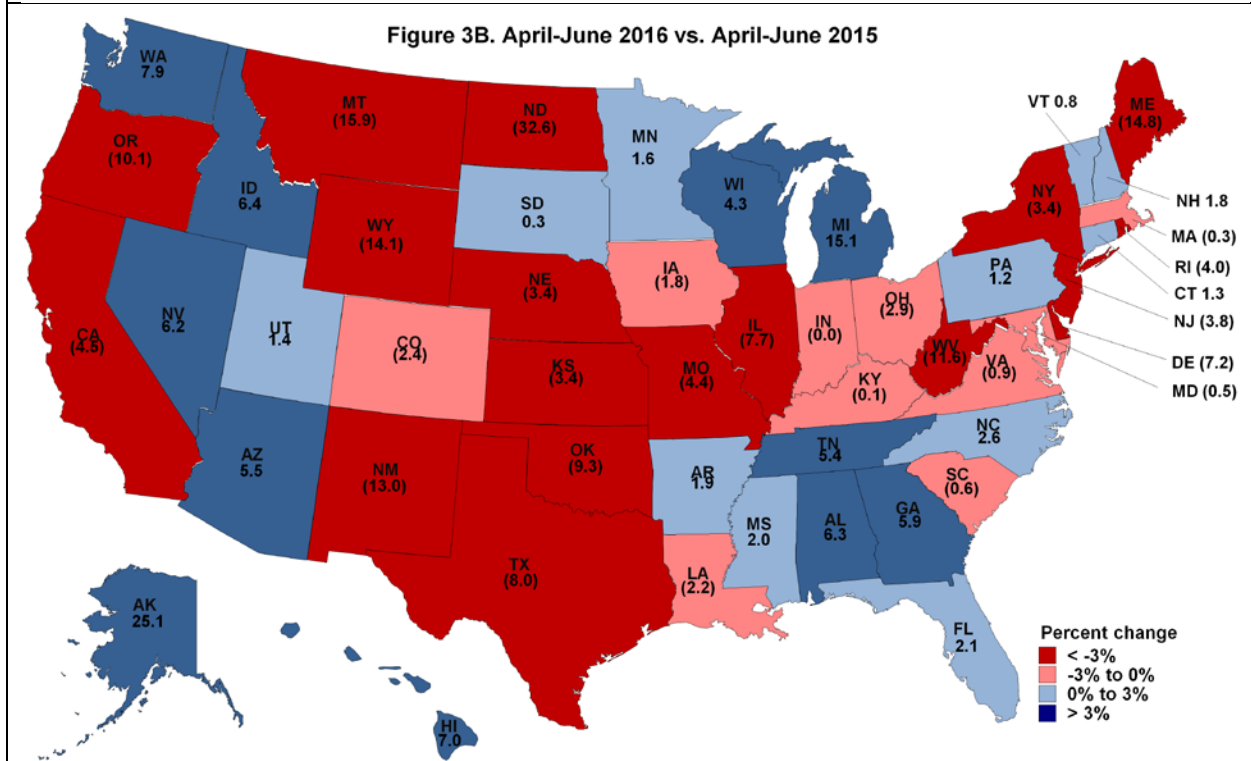 Figure 3B. April-June 2016 vs. April-June 2015
WA
7.9
OR
(10.1)
CA
(4.5)
ID
6.4
NV
6.2
MT
(15.9)
WY
(14.1)
UT
1.4
AZ
5.5
CO
(2.4)
NM
(13.0)
ND
(32.6)
SD
0.3
NE
(3.4)
KS
(3.4)
OK
(9.3)
TX
(8.0)
MN
1.6
IA
(1.8)
MO
(4.4)
AR
1.9
LA
(2.2)
WI
4.3
IL
(7.7)
MS
2.0
MI
15.1
IN
(0.0)
OH
(2.9)
KY
(0.1)
TN
5.4
AL
6.3
GA
5.9
FL
2.1
SC
(0.6)
NC
2.6
VA
(0.9)
WV
(11.6)
PA
1.2
NY
(3.4)
VT 0.8
ME
(14.8)
NH 1.8
MA (0.3)
RI (4.0)
CT 1.3
NJ (3.8)
DE (7.2)
MD (0.5)
AK
25.1
HI
7.0
Percent change
< -3%
-3% to 0%
0% to 3%
> 3%